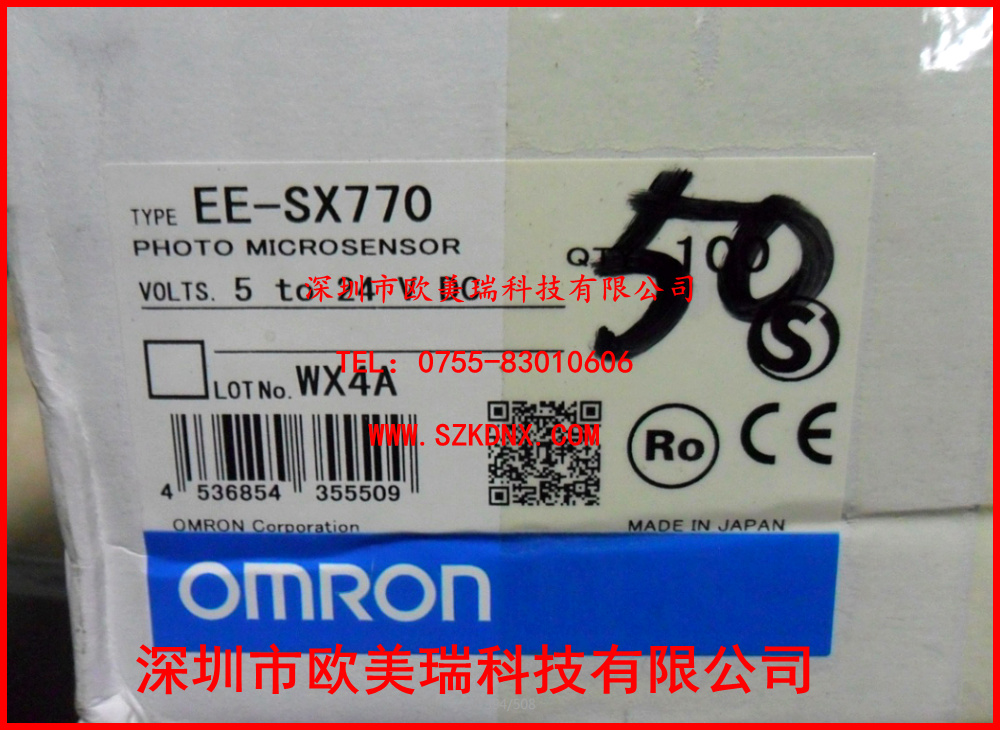 TYPE EE-SX770
PHOTO MICROSENSOR
QTY. 100
50
VOLTS. 5 to 24 V DC
深圳市欧美瑞科技有限公司
S
TEL: 0755-83010606
LOT No. WX4A
WWW.SZKDNX.COM
Ro CE
4 536854 355509
OMRON Corporation
MADE IN JAPAN
OMRON
深圳市欧美瑞科技有限公司